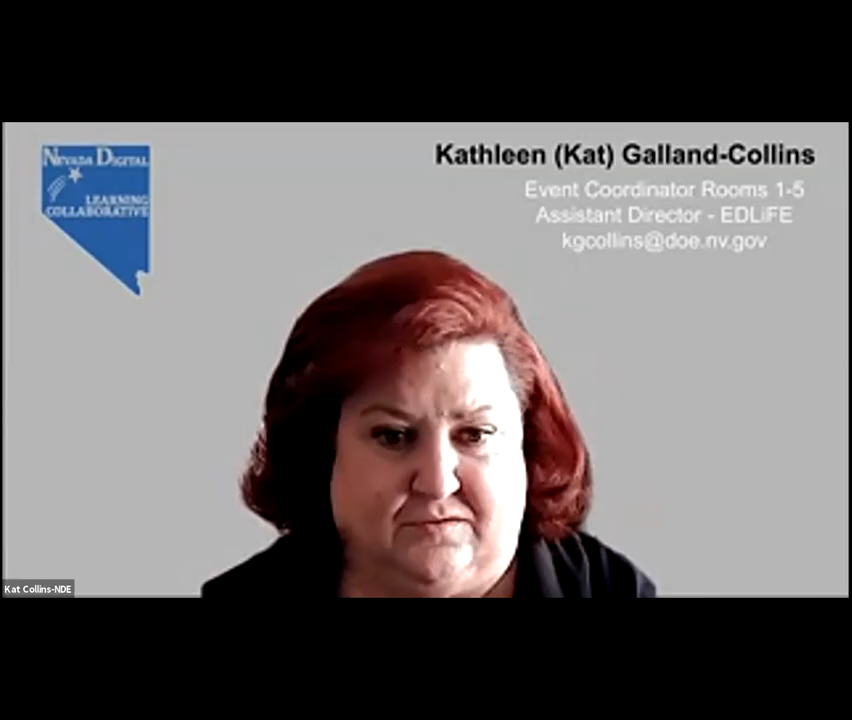 Nevada Digital
Learning
Collaborative
Kathleen (Kat) Galland-Collins
Event Coordinator Rooms 1-5
Assistant Director - EDLiFE
kgcollins@doe.nv.gov
Kat Collins-NDE